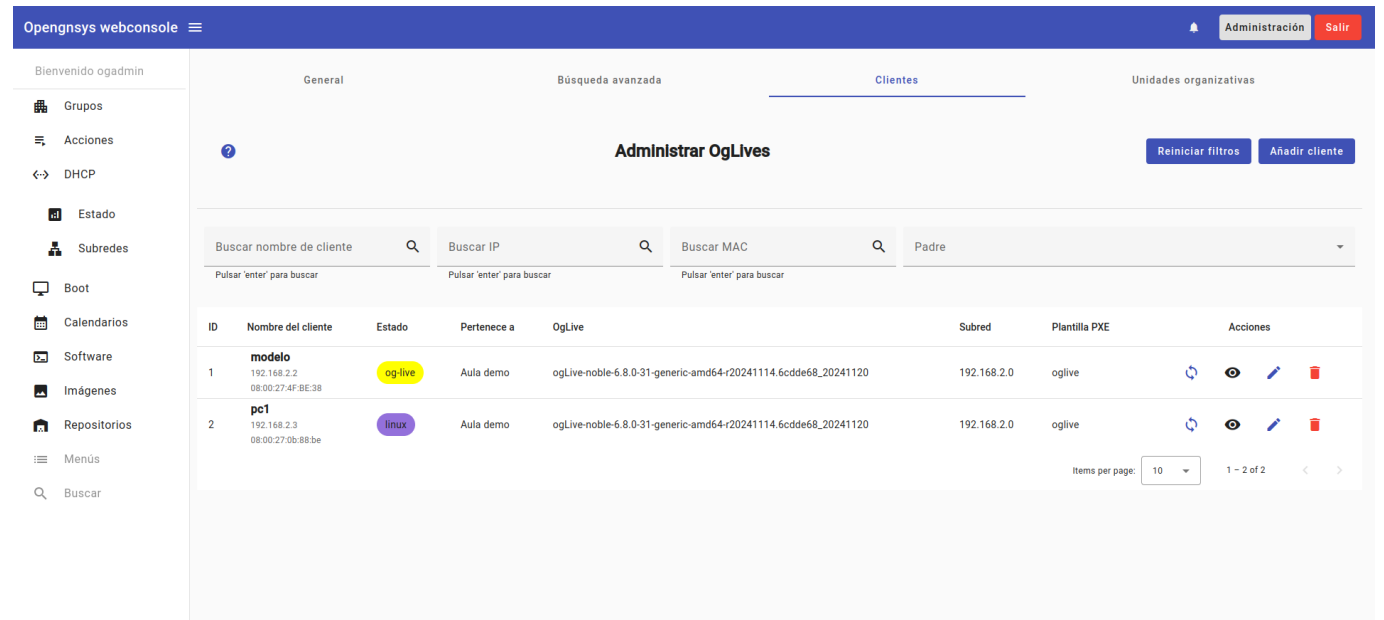 Opengnsys webconsole
Administración
Salir
Bienvenido ogadmin
Grupos
Acciones
DHCP
Estado
Subredes
Boot
Calendarios
Software
Imágenes
Repositorios
Menús
Buscar
General
Búsqueda avanzada
Clientes
Unidades organizativas
?
Administrar OgLives
Reiniciar filtros
Añadir cliente
Buscar nombre de cliente
Pulsar 'enter' para buscar
Buscar IP
Pulsar 'enter' para buscar
Buscar MAC
Pulsar 'enter' para buscar
Padre
ID Nombre del cliente Estado Pertenece a OgLive Subred Plantilla PXE Acciones
modelo
1 192.168.2.2 og-live Aula demo ogLive-noble-6.8.0-31-generic-amd64-r20241114.6cdde68_20241120 192.168.2.0 oglive
08:00:27:4F:BE:38
pc1
2 192.168.2.3 linux Aula demo ogLive-noble-6.8.0-31-generic-amd64-r20241114.6cdde68_20241120 192.168.2.0 oglive
08:00:27:0b:88:be
Items per page: 10 1 – 2 of 2